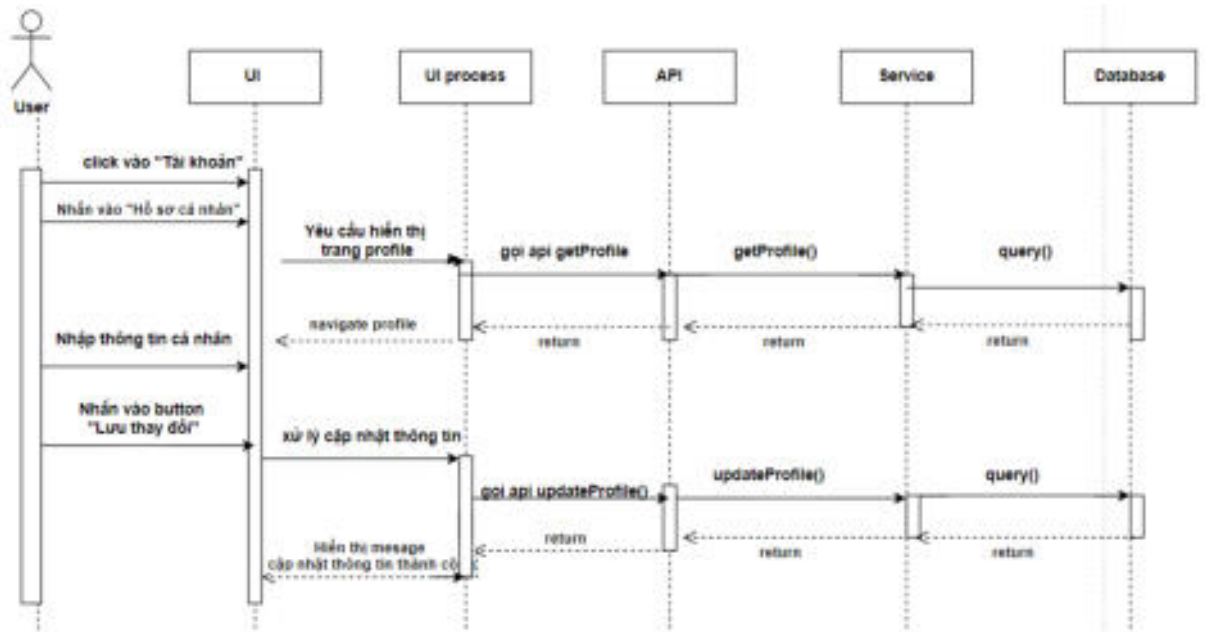 User
UI
UI process
API
Service
Database
click vào "Tài khoản"
Nhấn vào "Hồ sơ cá nhân"
Yêu cầu hiển thị
trang profile
gọi api getProfile
getProfile()
query()
navigate profile
return
return
return
Nhập thông tin cá nhân
Nhấn vào button
"Lưu thay đổi"
xử lý cập nhật thông tin
gọi api updateProfile()
updateProfile()
query()
Hiển thị mesage
cập nhật thông tin thành
return
return
return